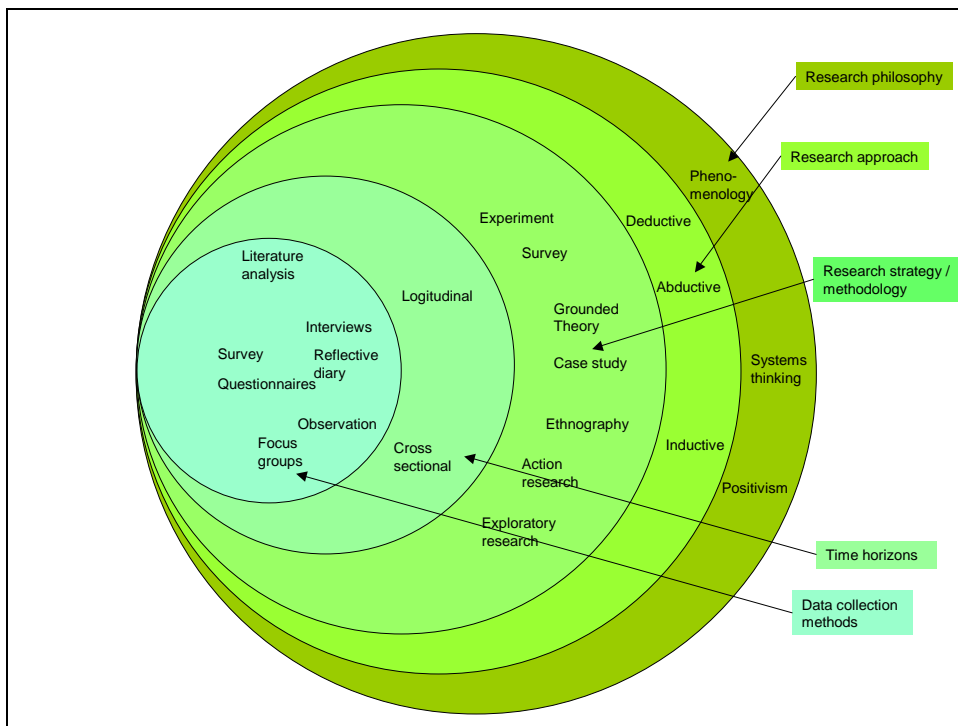 Research philosophy
Research approach
Pheno-
menology
Experiment
Deductive
Survey
Literature
analysis
Research strategy /
methodology
Abductive
Logitudinal
Grounded
Theory
Interviews
Survey
Reflective
diary
Case study
Systems
thinking
Questionnaires
Observation
Ethnography
Focus
groups
Cross
sectional
Inductive
Action
research
Positivism
Exploratory
research
Time horizons
Data collection
methods